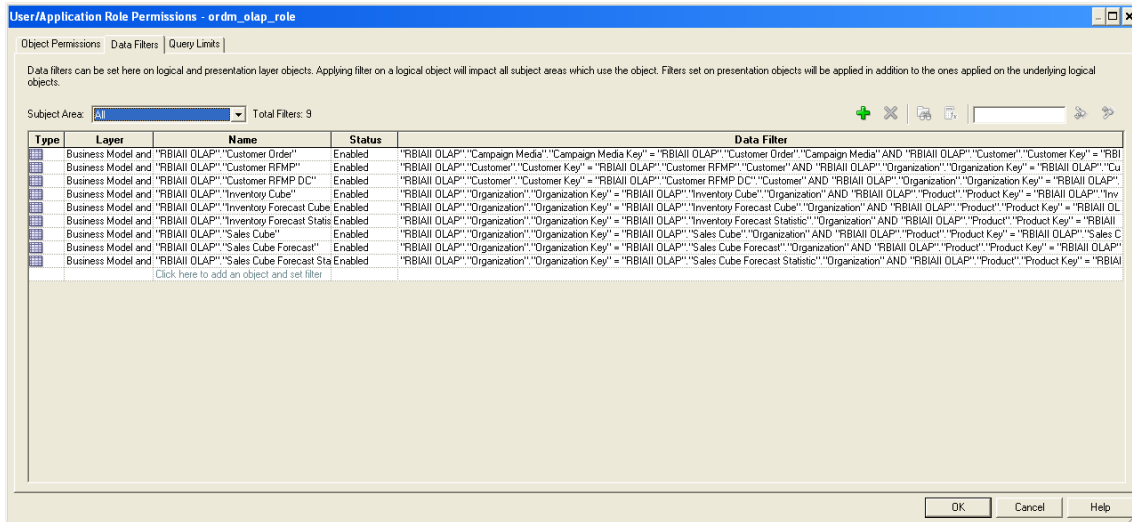 User/Application Role Permissions - ordm_olap_role
Object Permissions Data Filters Query Limits
Data filters can be set here on logical and presentation layer objects. Applying filter on a logical object will impact all subject areas which use the object. Filters set on presentation objects will be applied in addition to the ones applied on the underlying logical
objects.
Subject Area: All Total Filters: 9
Type Layer Name Status Data Filter
Business Model and "RBIAII OLAP"."Customer Order" Enabled "RBIAII OLAP"."Campaign Media"."Campaign Media Key" = "RBIAII OLAP"."Customer Order"."Campaign Media" AND "RBIAII OLAP"."Customer"."Customer Key" = "RBI
Business Model and "RBIAII OLAP"."Customer RFMP" Enabled "RBIAII OLAP"."Customer"."Customer Key" = "RBIAII OLAP"."Customer RFMP"."Customer" AND "RBIAII OLAP"."Organization"."Organization Key" = "RBIAII OLAP"."Cu
Business Model and "RBIAII OLAP"."Customer RFMP DC" Enabled "RBIAII OLAP"."Customer"."Customer Key" = "RBIAII OLAP"."Customer RFMP DC"."Customer" AND "RBIAII OLAP"."Organization"."Organization Key" = "RBIAII OLAP".
Business Model and "RBIAII OLAP"."Inventory Cube" Enabled "RBIAII OLAP"."Organization"."Organization Key" = "RBIAII OLAP"."Inventory Cube"."Organization" AND "RBIAII OLAP"."Product"."Product Key" = "RBIAII OLAP"."Inv
Business Model and "RBIAII OLAP"."Inventory Forecast Cube Enabled "RBIAII OLAP"."Organization"."Organization Key" = "RBIAII OLAP"."Inventory Forecast Cube"."Organization" AND "RBIAII OLAP"."Product"."Product Key" = "RBIAII OL
Business Model and "RBIAII OLAP"."Inventory Forecast Statis Enabled "RBIAII OLAP"."Organization"."Organization Key" = "RBIAII OLAP"."Inventory Forecast Statistic"."Organization" AND "RBIAII OLAP"."Product"."Product Key" = "RBIAII
Business Model and "RBIAII OLAP"."Sales Cube" Enabled "RBIAII OLAP"."Organization"."Organization Key" = "RBIAII OLAP"."Sales Cube"."Organization" AND "RBIAII OLAP"."Product"."Product Key" = "RBIAII OLAP"."Sales C
Business Model and "RBIAII OLAP"."Sales Cube Forecast" Enabled "RBIAII OLAP"."Organization"."Organization Key" = "RBIAII OLAP"."Sales Cube Forecast"."Organization" AND "RBIAII OLAP"."Product"."Product Key" = "RBIAII OLAP"
Business Model and "RBIAII OLAP"."Sales Cube Forecast Sta Enabled "RBIAII OLAP"."Organization"."Organization Key" = "RBIAII OLAP"."Sales Cube Forecast Statistic"."Organization" AND "RBIAII OLAP"."Product"."Product Key" = "RBIAI
Click here to add an object and set filter
OK Cancel Help